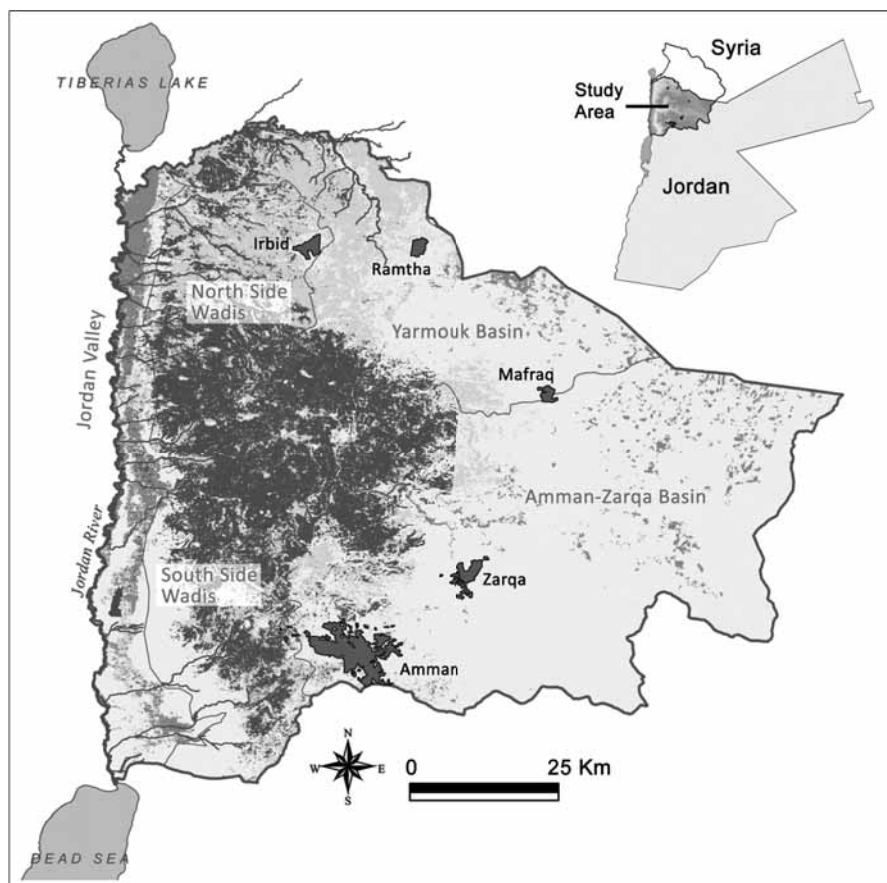 TIBERIAS LAKE
Syria
Study
Area
Jordan
Irbid
Ramtha
North Side
Wadis
Yarmouk Basin
Jordan Valley
Mafraq
Amman-Zarqa Basin
Jordan River
South Side
Wadis
Zarqa
Amman
N
W
E
S
0
25 Km
DEAD SEA